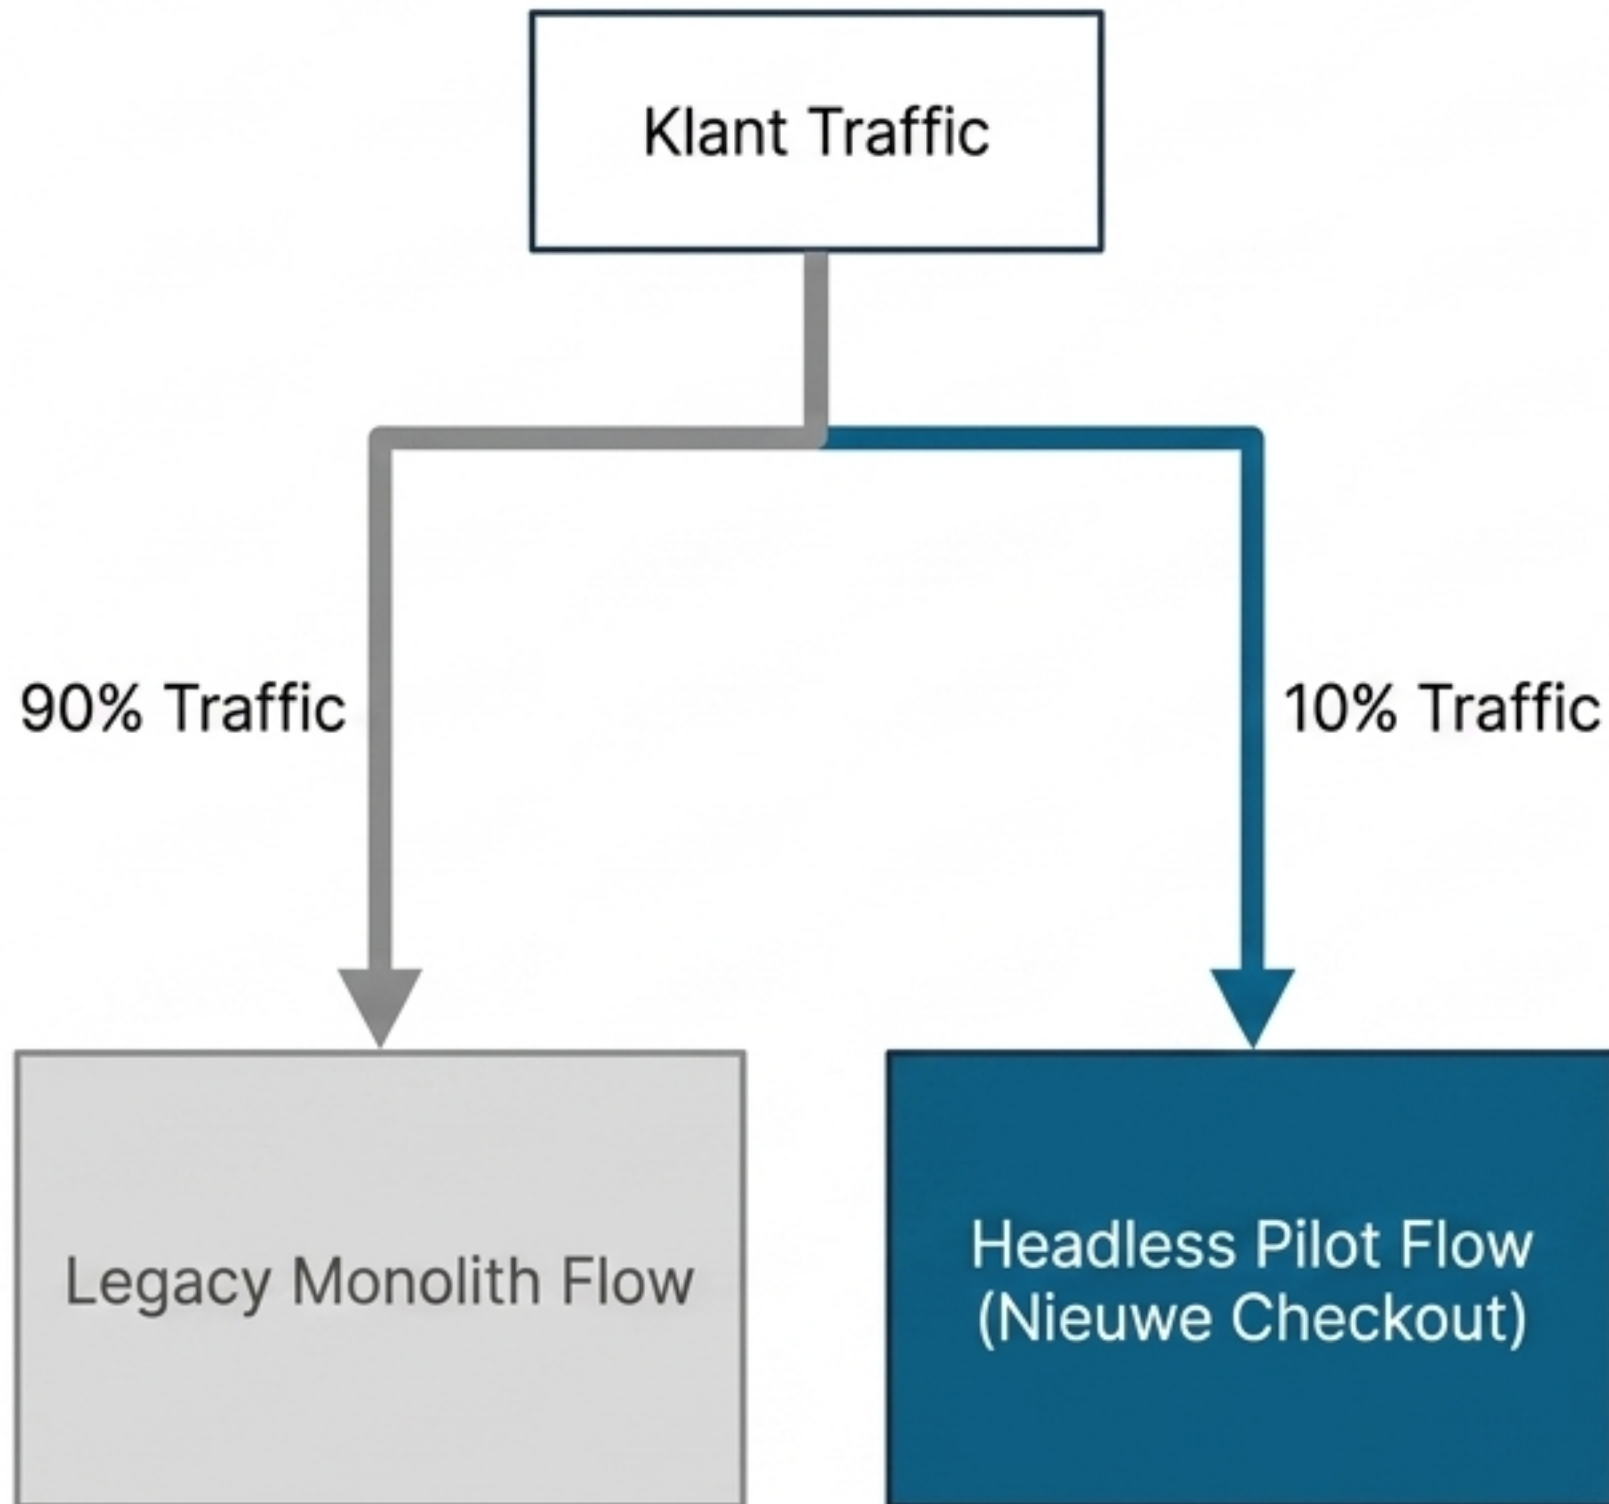 Klant Traffic
90% Traffic
10% Traffic
Legacy Monolith Flow
Headless Pilot Flow
(Nieuwe Checkout)